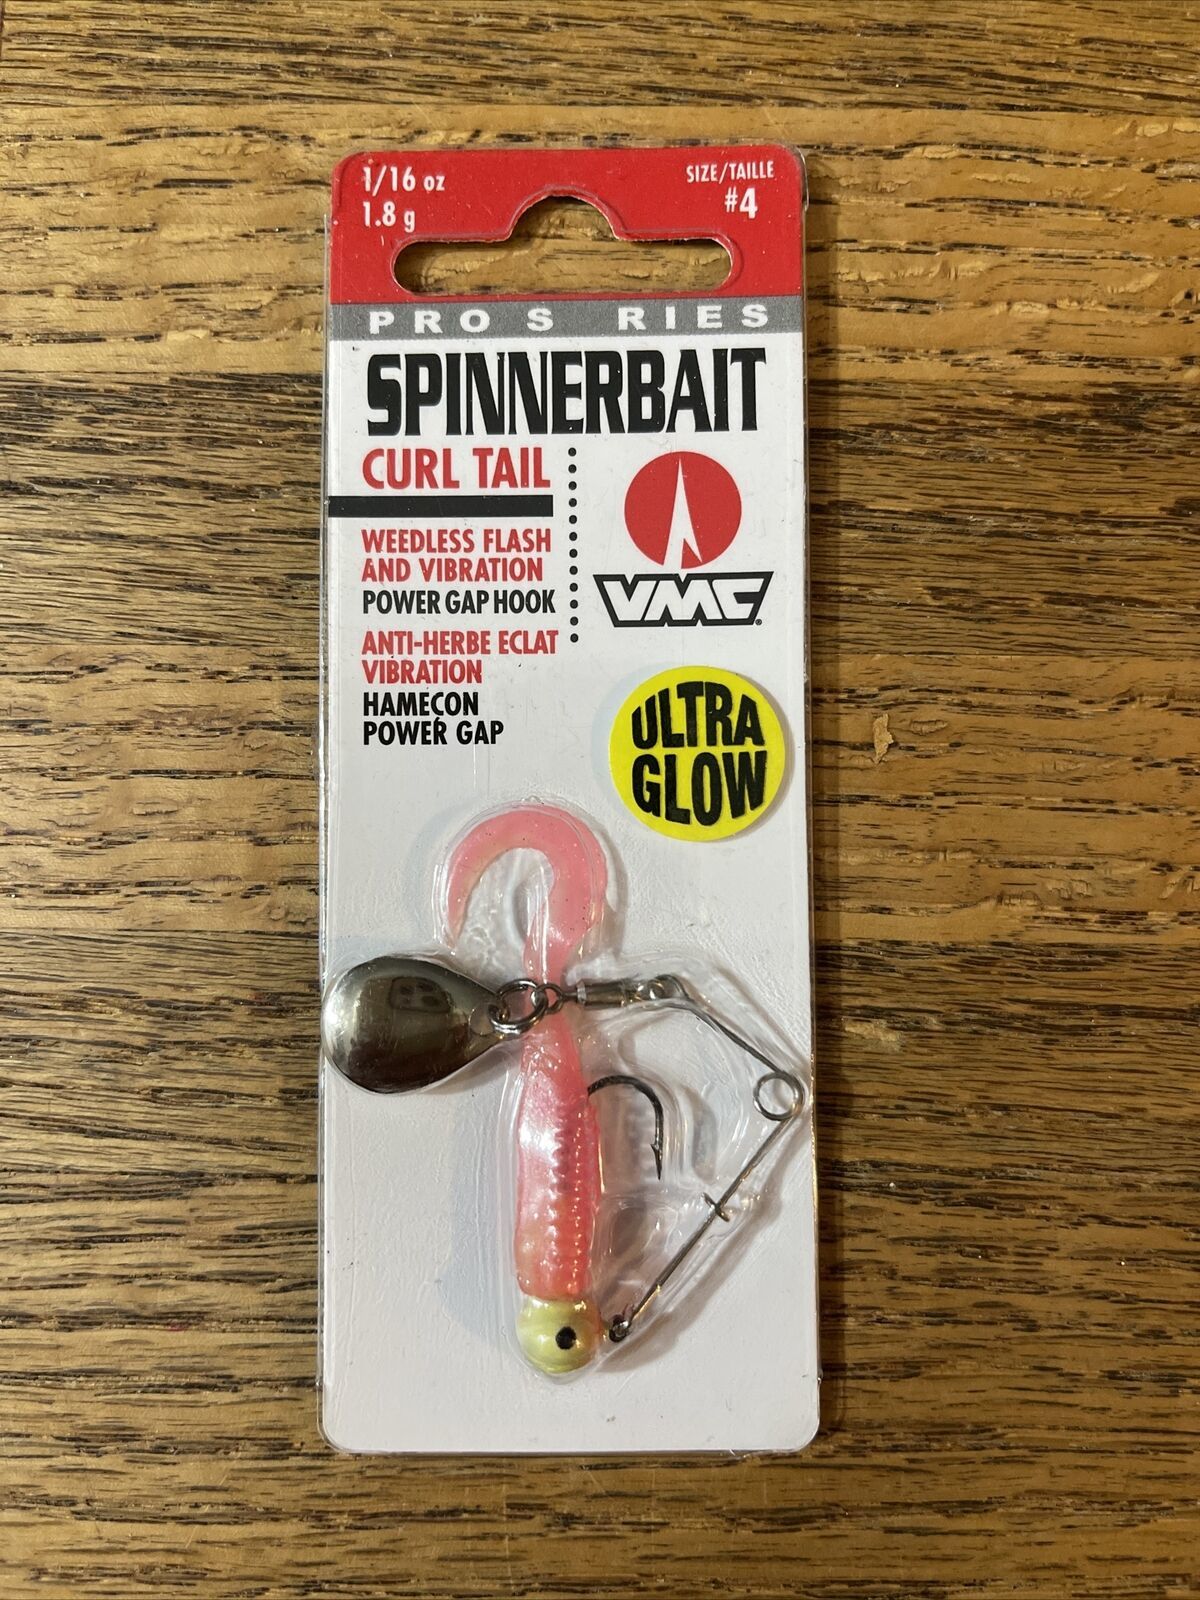 1/16 oz
1.8 g
SIZE/TAILLE
#4
PRO S RIES
SPINNERBAIT
CURL TAIL
WEEDLESS FLASH
AND VIBRATION
POWER GAP HOOK
ANTI-HERBE ECLAT
VIBRATION
HAMEÇON
POWER GAP
VMC®
ULTRA
GLOW